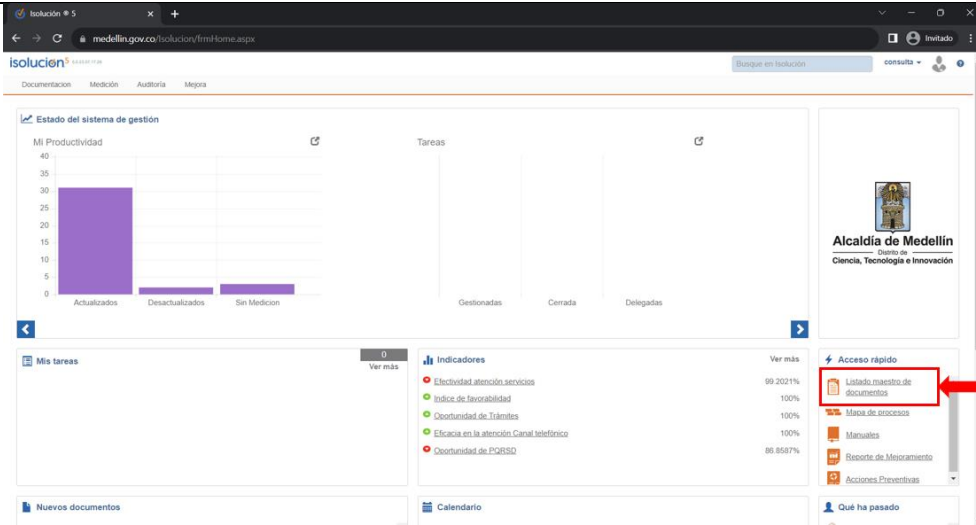 Isolución ® 5
medellin.gov.co/Isolucion/frmHome.aspx
Invitado
isolución5
Busque en Isolución
consulta
Documentacion Medición Auditoría Mejora
Estado del sistema de gestión
Mi Productividad
40
35
30
25
20
15
10
5
0
Actualizados Desactualizados Sin Medicion
Tareas
Gestionadas Cerrada Delegadas
Alcaldía de Medellín
Distrito de
Ciencia, Tecnología e Innovación
Mis tareas
0
Ver más
Indicadores Ver más
Efectividad atención servicios 99.2021%
Indice de favorabilidad 100%
Oportunidad de Trámites 100%
Eficacia en la atención Canal telefónico 100%
Oportunidad de PQRSD 86.8587%
Acceso rápido
Listado maestro de
documentos
Mapa de procesos
Manuales
Reporte de Mejoramiento
Acciones Preventivas
Nuevos documentos
Calendario
Qué ha pasado